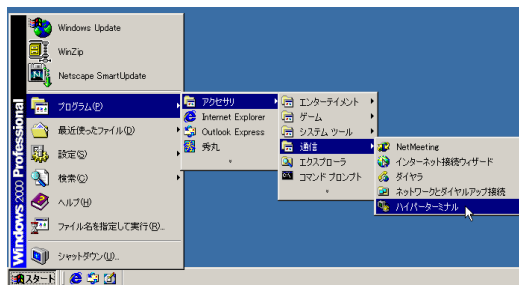 Windows Update
WinZip
Netscape SmartUpdate
プログラム(P)
最近使ったファイル(D)
設定(S)
検索(C)
ヘルプ(H)
ファイル名を指定して実行(R)...
シャットダウン(U)...
Windows 2000 Professional
スタート
アクセサリ
Internet Explorer
Outlook Express
秀丸
エンターテイメント
ゲーム
システム ツール
通信
エクスプローラ
コマンド プロンプト
NetMeeting
インターネット接続ウィザード
ダイヤラ
ネットワークとダイヤルアップ接続
ハイパーターミナル